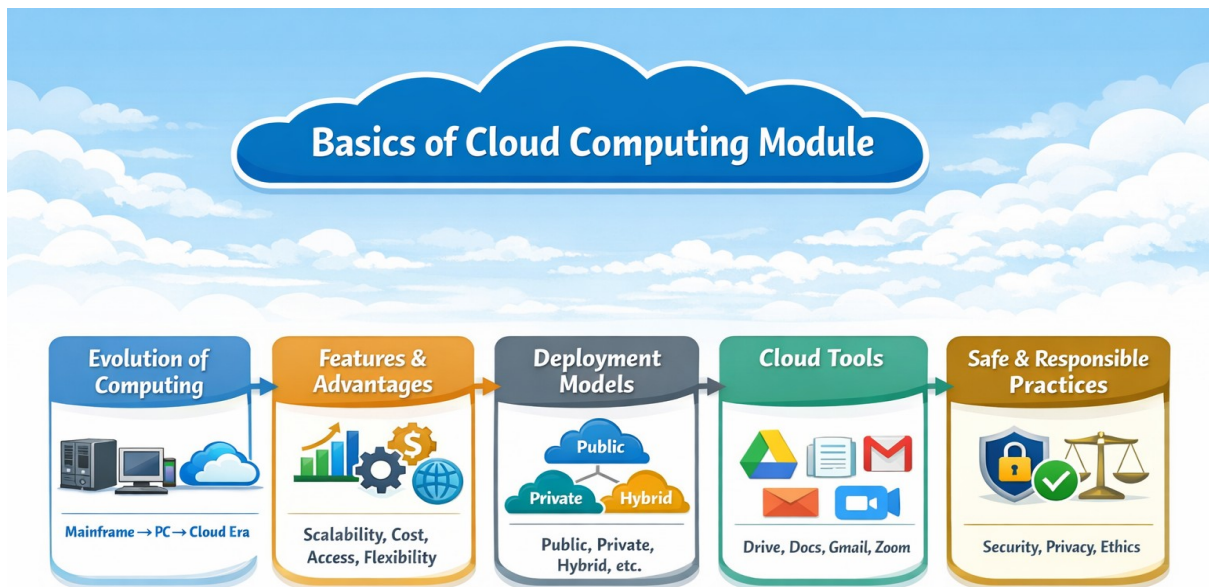 Basics of Cloud Computing Module
Evolution of
Computing
Mainframe → PC → Cloud Era
Features &
Advantages
$
Scalability, Cost,
Access, Flexibility
Deployment
Models
Public
Private
Hybrid
Public, Private,
Hybrid, etc.
Cloud Tools
Drive, Docs, Gmail, Zoom
Safe & Responsible
Practices
Security, Privacy, Ethics